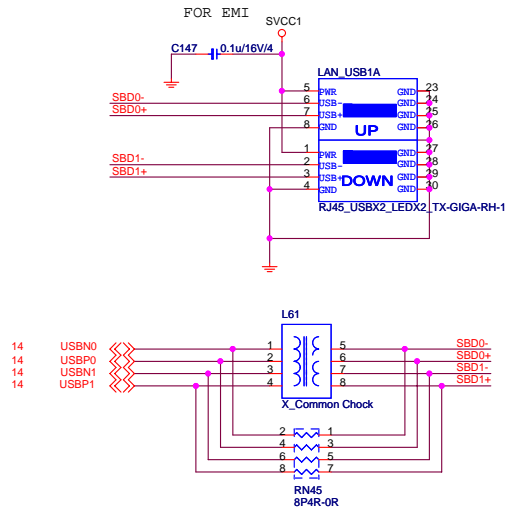 FOR EMI
SVCC1
C147 0.1u/16V/4
LAN_USB1A
5 PWR GND 23
SBD0- 6 USB- GND 24
SBD0+ 7 USB+ GND 25
8 GND GND 26
UP
1 PWR GND 27
SBD1- 2 USB- GND 28
SBD1+ 3 USB+ GND 29
4 GND GND 30
DOWN
RJ45_USBX2_LEDX2_TX-GIGA-RH-1
L61
14 USBN0 1 5 SBD0-
14 USBP0 2 6 SBD0+
14 USBN1 3 7 SBD1-
14 USBP1 4 8 SBD1+
X_Common Chock
2 1
4 3
6 5
8 7
RN45
8P4R-0R